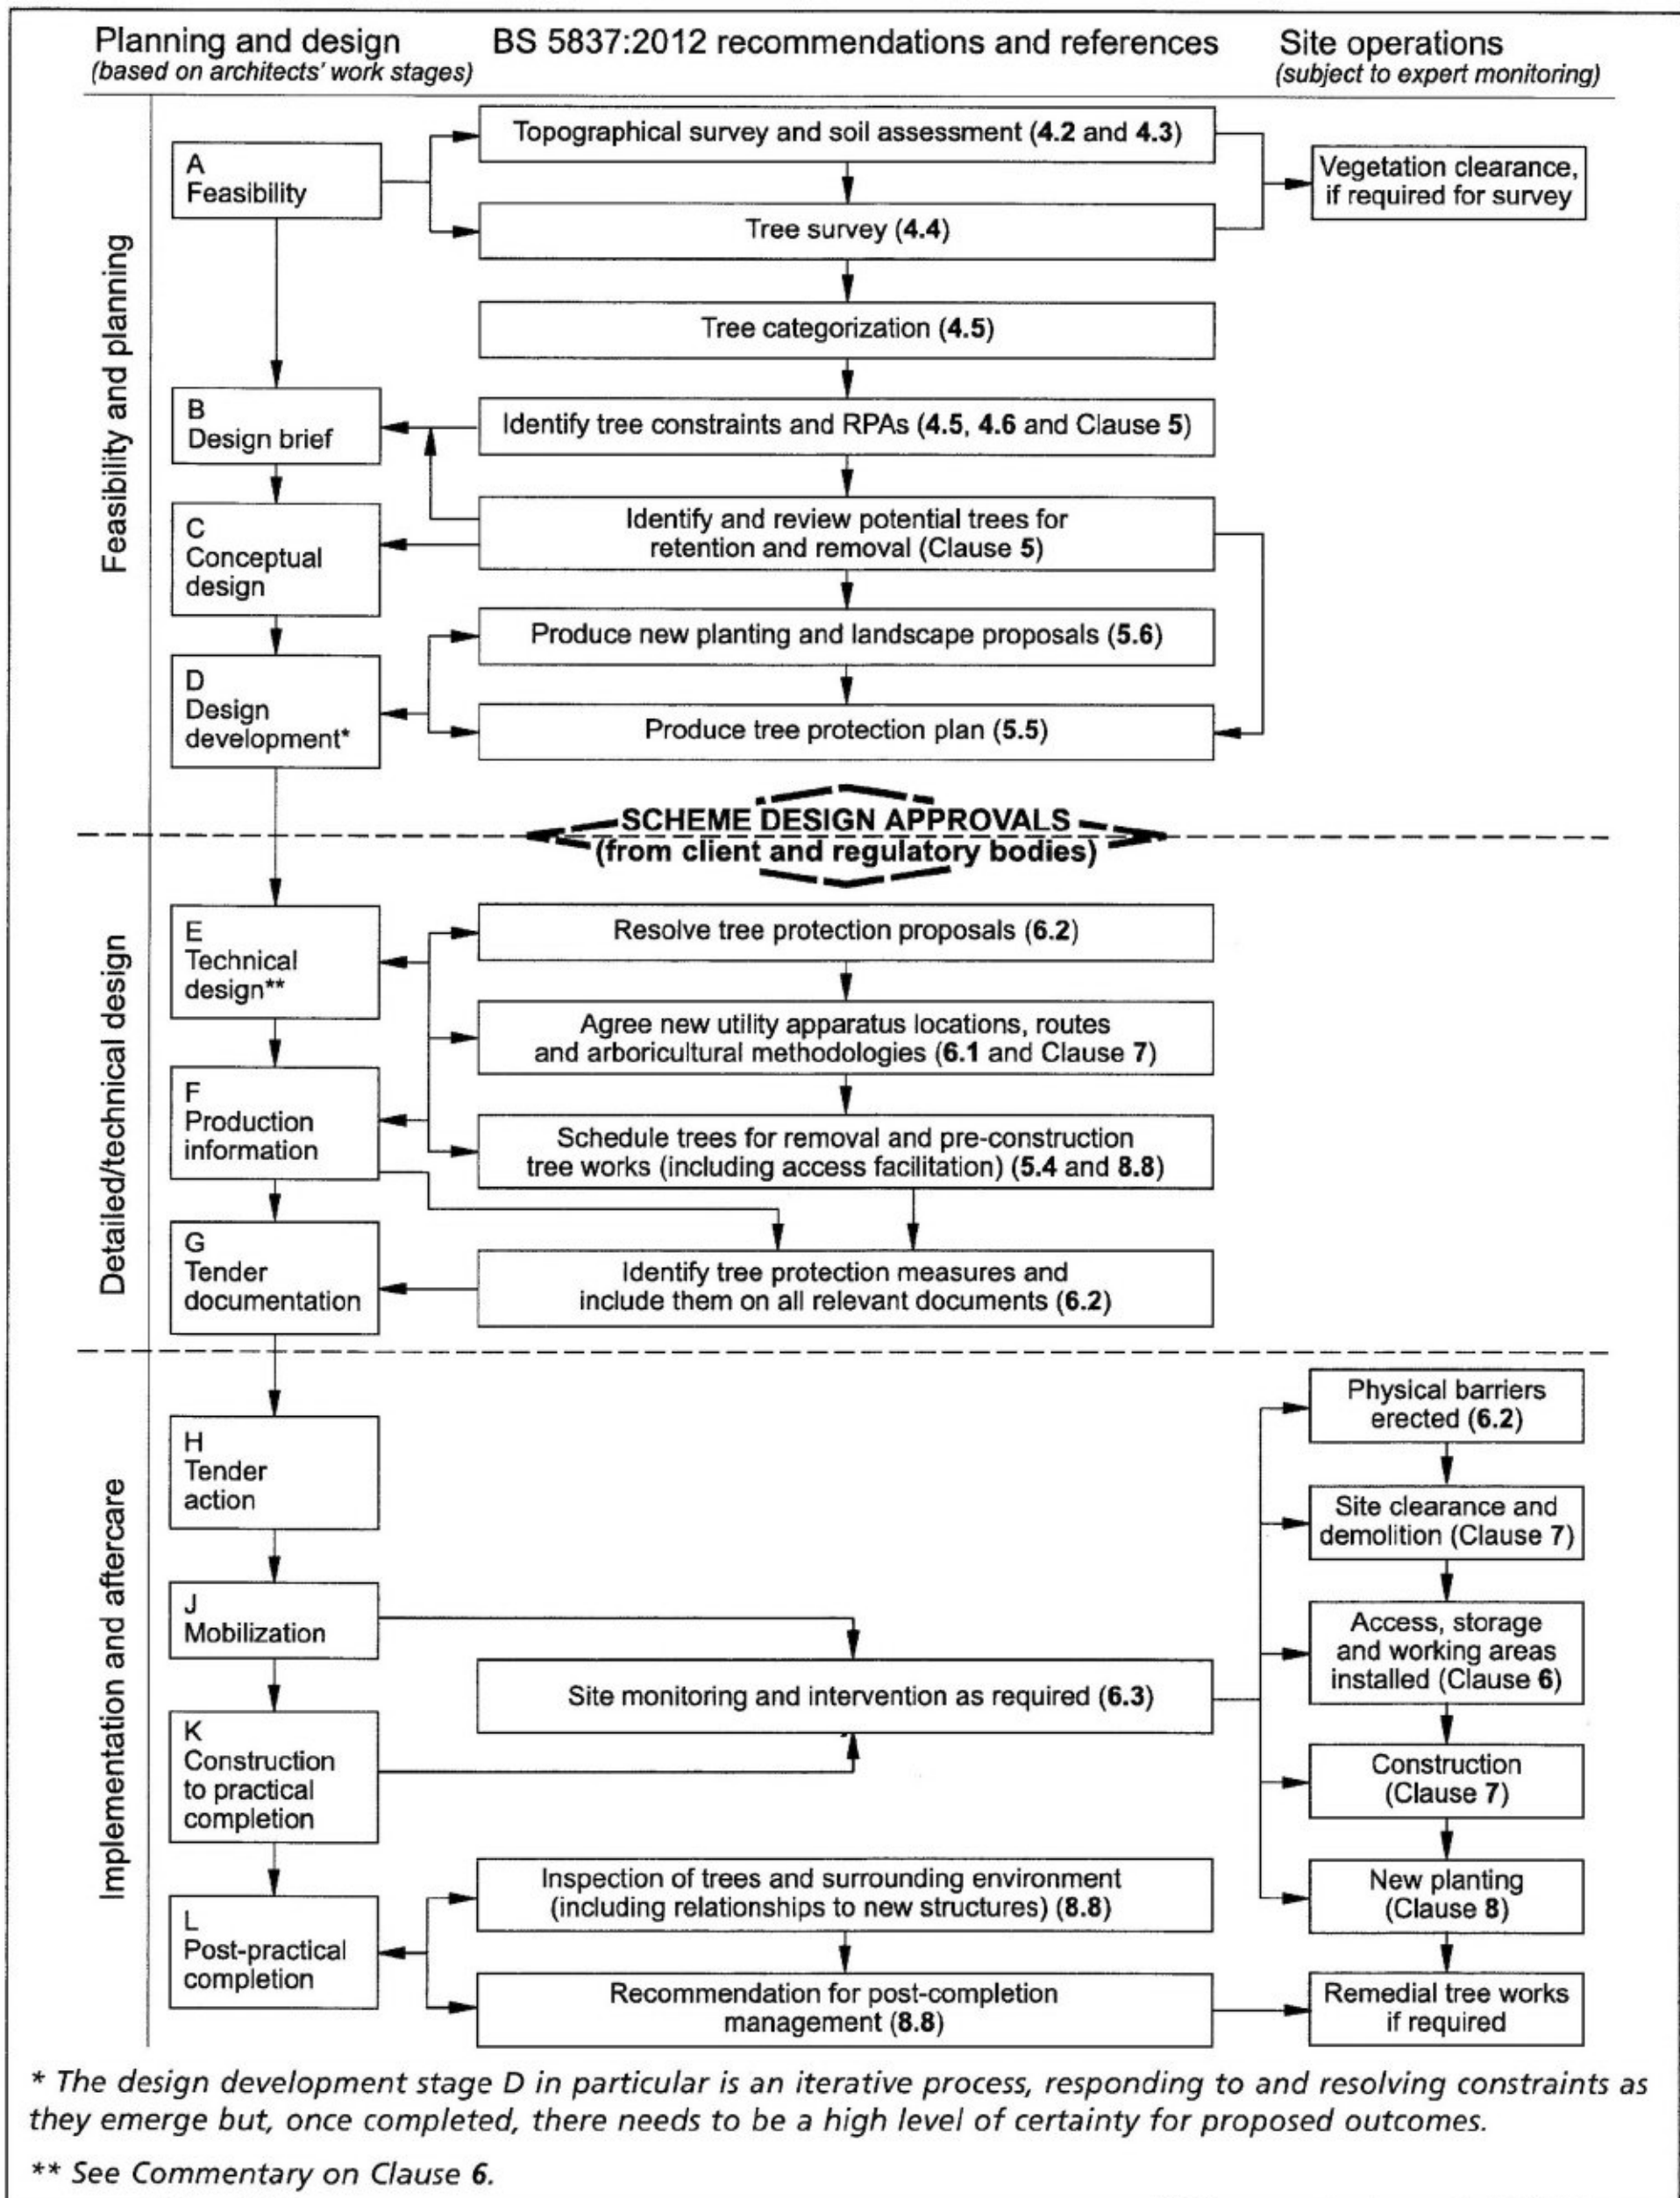 Planning and design
(based on architects' work stages)
BS 5837:2012 recommendations and references
Site operations
(subject to expert monitoring)
Feasibility and planning
A
Feasibility
Topographical survey and soil assessment (4.2 and 4.3)
Vegetation clearance,
if required for survey
Tree survey (4.4)
Tree categorization (4.5)
B
Design brief
Identify tree constraints and RPAs (4.5, 4.6 and Clause 5)
C
Conceptual
design
Identify and review potential trees for
retention and removal (Clause 5)
Produce new planting and landscape proposals (5.6)
D
Design
development*
Produce tree protection plan (5.5)
SCHEME DESIGN APPROVALS
(from client and regulatory bodies)
Detailed/technical design
E
Technical
design**
Resolve tree protection proposals (6.2)
Agree new utility apparatus locations, routes
and arboricultural methodologies (6.1 and Clause 7)
F
Production
information
Schedule trees for removal and pre-construction
tree works (including access facilitation) (5.4 and 8.8)
G
Tender
documentation
Identify tree protection measures and
include them on all relevant documents (6.2)
Implementation and aftercare
Physical barriers
erected (6.2)
H
Tender
action
Site clearance and
demolition (Clause 7)
J
Mobilization
Access, storage
and working areas
installed (Clause 6)
Site monitoring and intervention as required (6.3)
K
Construction
to practical
completion
Construction
(Clause 7)
Inspection of trees and surrounding environment
(including relationships to new structures) (8.8)
New planting
(Clause 8)
L
Post-practical
completion
Recommendation for post-completion
management (8.8)
Remedial tree works
if required
* The design development stage D in particular is an iterative process, responding to and resolving constraints as
they emerge but, once completed, there needs to be a high level of certainty for proposed outcomes.
** See Commentary on Clause 6.